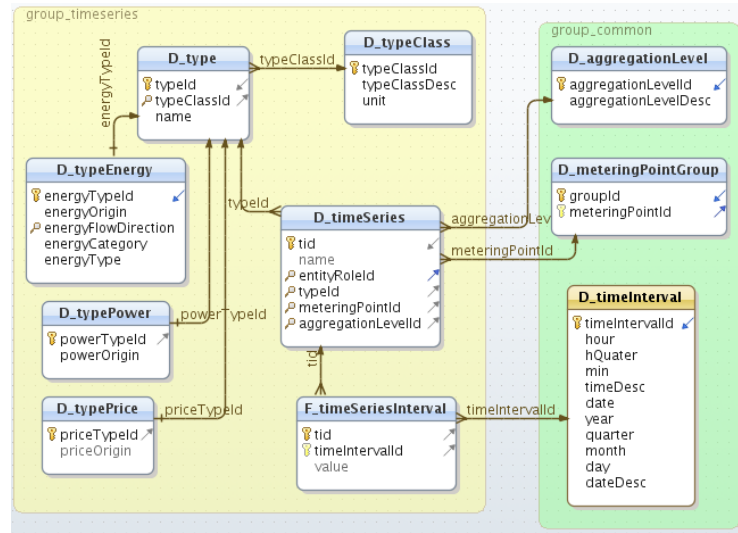 group_timeseries
group_common
D_type
typeId
typeClassId
name
typeClassId
D_typeClass
typeClassId
typeClassDesc
unit
D_aggregationLevel
aggregationLevelId
aggregationLevelDesc
energyTypeId
D_typeEnergy
energyTypeId
energyOrigin
energyFlowDirection
energyCategory
energyType
typeId
D_timeSeries
tid
name
entityRoleId
typeId
meteringPointId
aggregationLevelId
aggregationLev
meteringPointId
D_meteringPointGroup
groupId
meteringPointId
D_timeInterval
timeIntervalId
hour
hQuater
min
timeDesc
date
year
quarter
month
day
dateDesc
D_typePower
powerTypeId
powerOrigin
powerTypeId
D_typePrice
priceTypeId
priceOrigin
priceTypeId
tid
F_timeSeriesInterval
tid
timeIntervalId
value
timeIntervalId